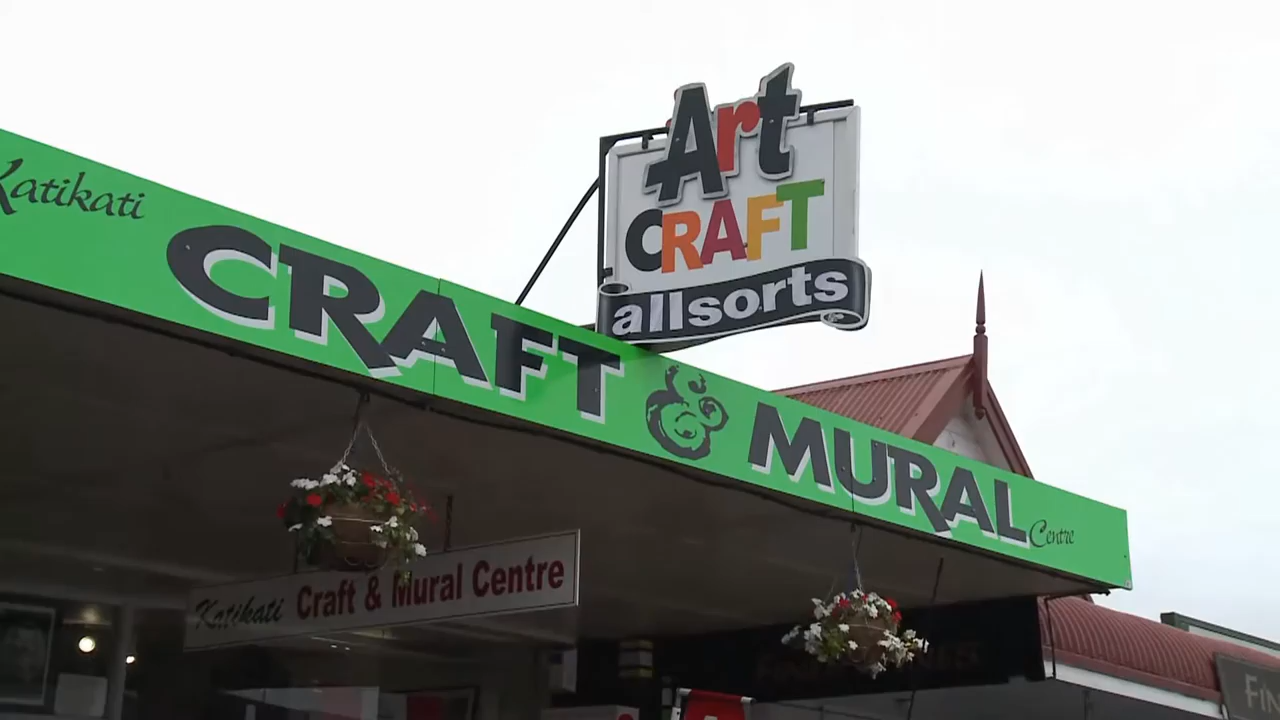 Art
CRAFT
allsorts
Katikati
CRAFT & MURAL Centre
Katikati Craft & Mural Centre